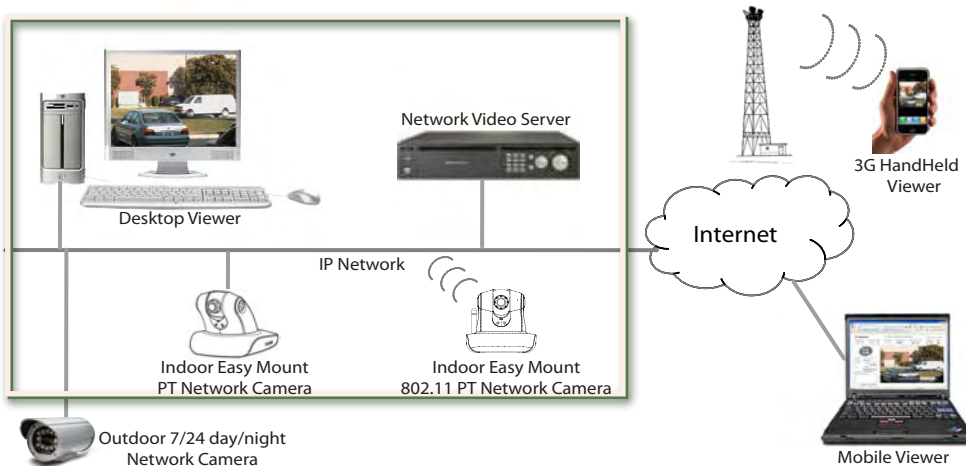 Network Video Server
Desktop Viewer
3G HandHeld
Viewer
Internet
IP Network
Indoor Easy Mount
PT Network Camera
Indoor Easy Mount
802.11 PT Network Camera
Outdoor 7/24 day/night
Network Camera
Mobile Viewer